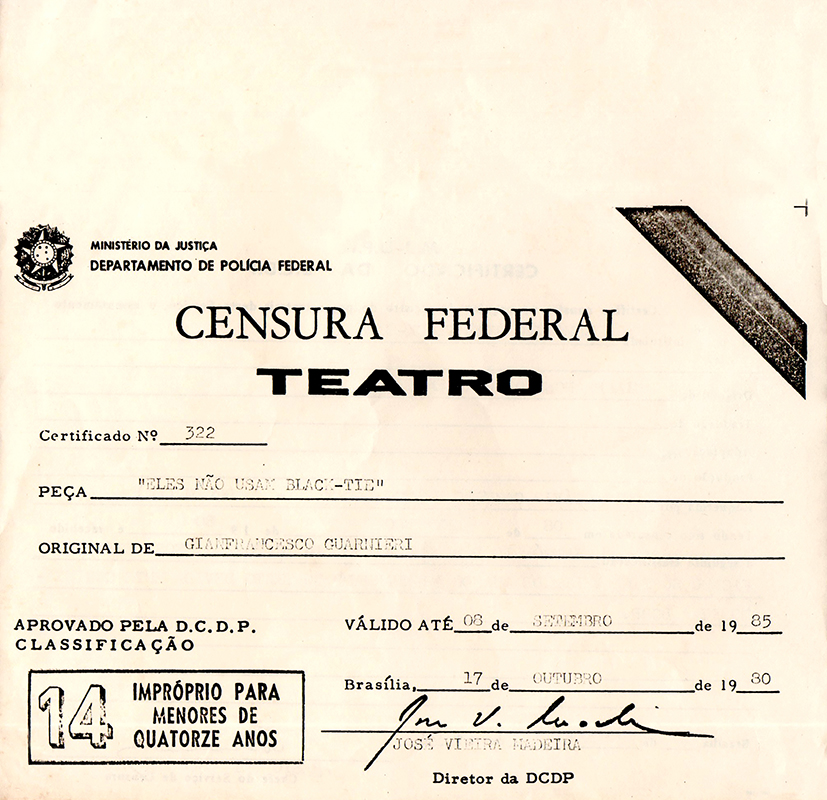 MINISTÉRIO DA JUSTIÇA
DEPARTAMENTO DE POLÍCIA FEDERAL
CENSURA FEDERAL
TEATRO
Certificado Nº 322
PEÇA "ELES NÃO USAM BLACK-TIE"
ORIGINAL DE GIANFRANCESCO GUARNIERI
APROVADO PELA D.C.D.P.
CLASSIFICAÇÃO
14 IMPRÓPRIO PARA
MENORES DE
QUATORZE ANOS
VÁLIDO ATÉ 08 de SETEMBRO de 19 85
Brasília, 17 de OUTUBRO de 19 80
JOSÉ VIEIRA MADEIRA
Diretor da DCDP